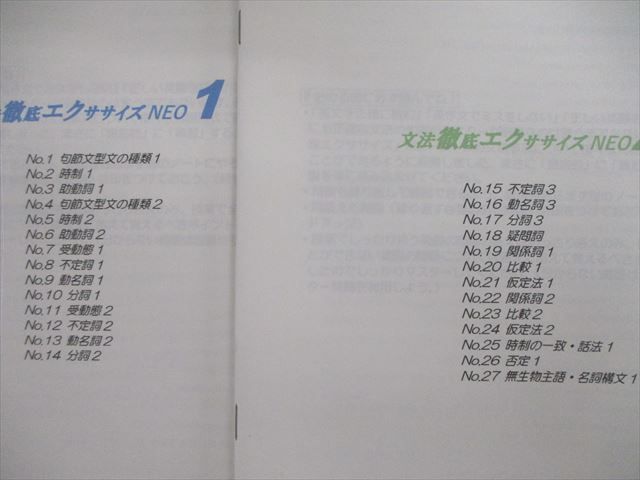 徹底エクササイズ NEO 1
No.1 句節文型文の種類 1
No.2 時制 1
No.3 助動詞 1
No.4 句節文型文の種類 2
No.5 時制 2
No.6 助動詞 2
No.7 受動態 1
No.8 不定詞 1
No.9 動名詞 1
No.10 分詞 1
No.11 受動態 2
No.12 不定詞 2
No.13 動名詞 2
No.14 分詞 2
文法徹底エクササイズ NEO
No.15 不定詞 3
No.16 動名詞 3
No.17 分詞 3
No.18 疑問詞
No.19 関係詞 1
No.20 比較 1
No.21 仮定法 1
No.22 関係詞 2
No.23 比較 2
No.24 仮定法 2
No.25 時制の一致・話法 1
No.26 否定 1
No.27 無生物主語・名詞構文 1